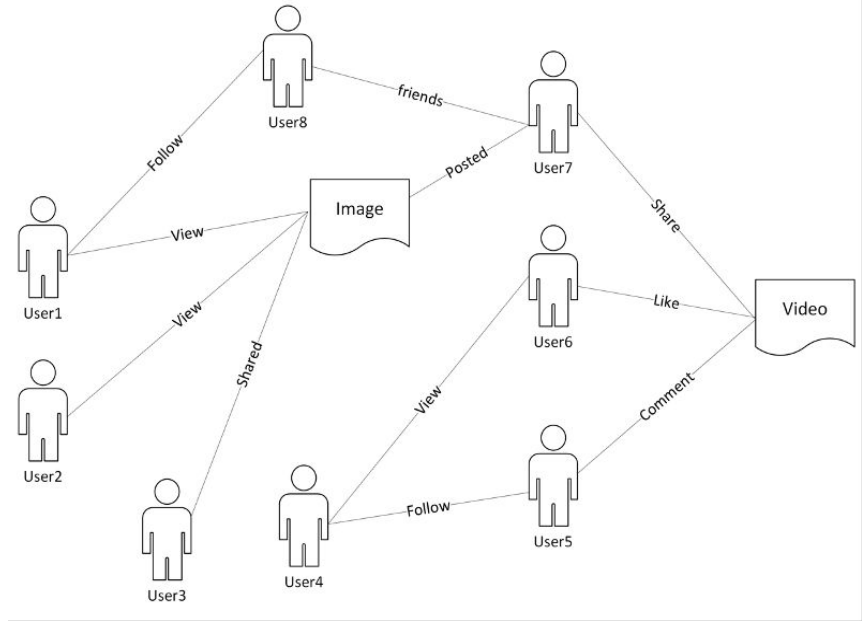 User8
friends
User7
Follow
Posted
Image
View
Share
User1
View
Like
Video
User6
Shared
View
Comment
User2
Follow
User5
User4
User3